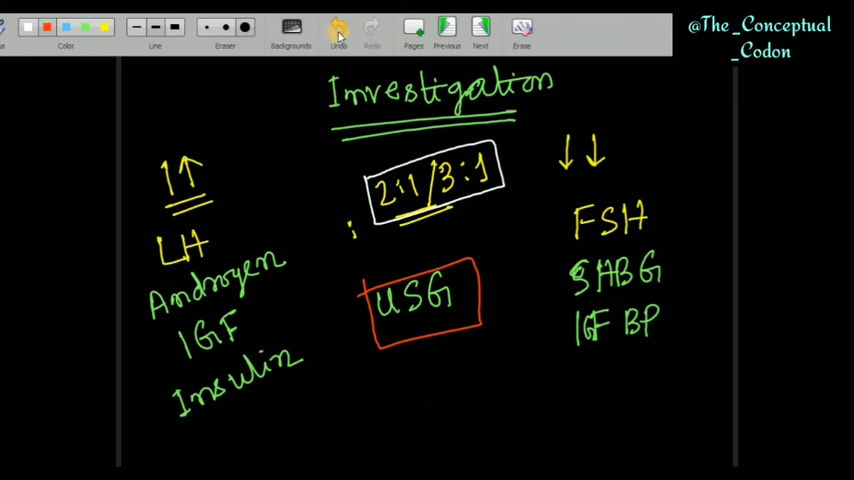 @The_Conceptual
_Codon
Color
Line
Eraser
Backgrounds
Undo
Redo
Pages
Previous
Next
Erase
Investigation
↑↑
2:1/3:1
↓↓
LH
FSH
Androgen
SHBG
USG
IGF
IGF BP
Insulin